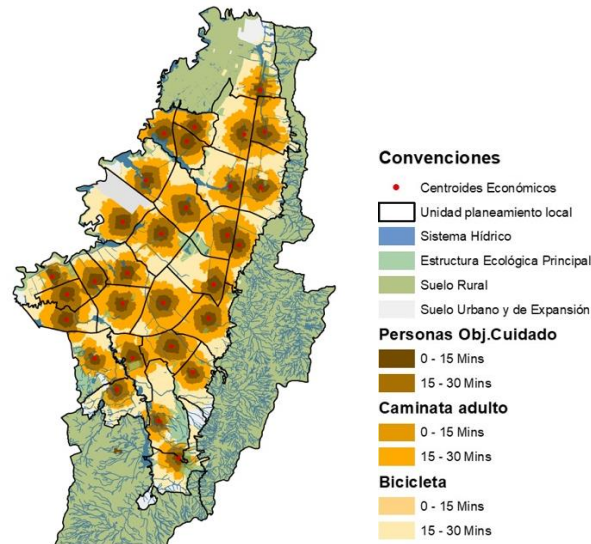 Convenciones
Centroides Económicos
Unidad planeamiento local
Sistema Hídrico
Estructura Ecológica Principal
Suelo Rural
Suelo Urbano y de Expansión
Personas Obj.Cuidado
0 - 15 Mins
15 - 30 Mins
Caminata adulto
0 - 15 Mins
15 - 30 Mins
Bicicleta
0 - 15 Mins
15 - 30 Mins